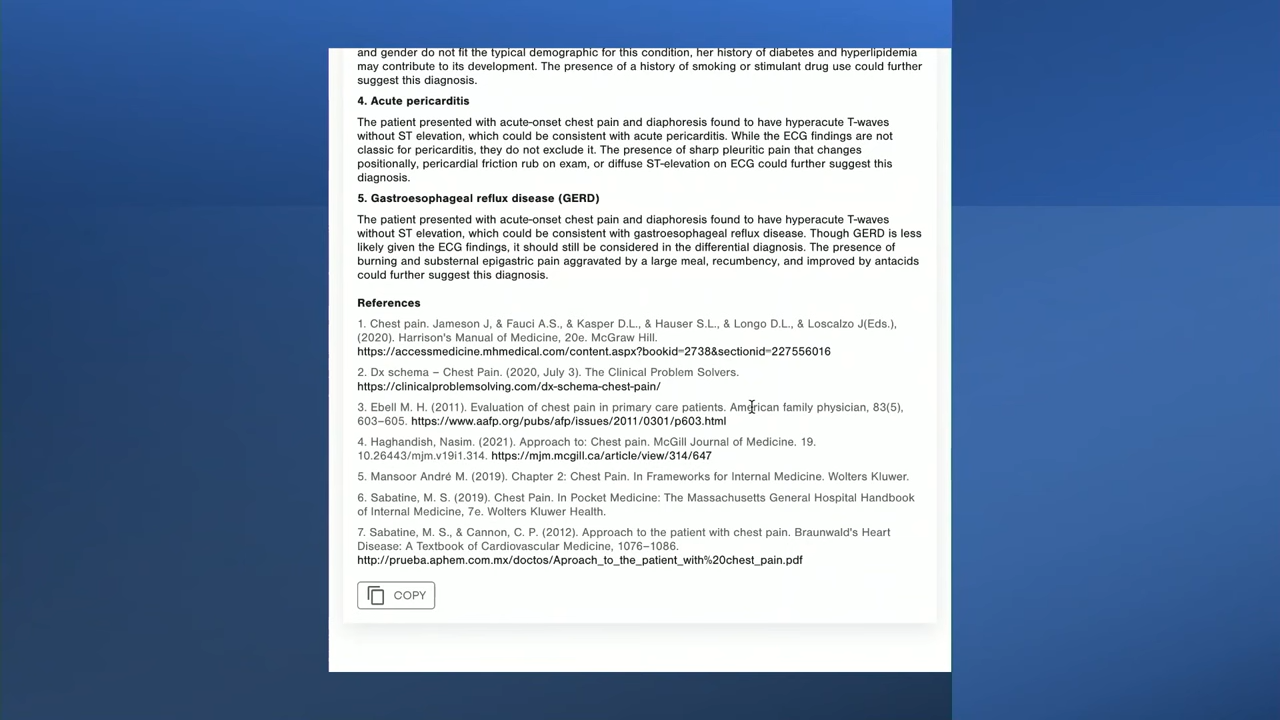 and gender do not fit the typical demographic for this condition, her history of diabetes and hyperlipidemia
may contribute to its development. The presence of a history of smoking or stimulant drug use could further
suggest this diagnosis.
4. Acute pericarditis
The patient presented with acute-onset chest pain and diaphoresis found to have hyperacute T-waves
without ST elevation, which could be consistent with acute pericarditis. While the ECG findings are not
classic for pericarditis, they do not exclude it. The presence of sharp pleuritic pain that changes
positionally, pericardial friction rub on exam, or diffuse ST-elevation on ECG could further suggest this
diagnosis.
5. Gastroesophageal reflux disease (GERD)
The patient presented with acute-onset chest pain and diaphoresis found to have hyperacute T-waves
without ST elevation, which could be consistent with gastroesophageal reflux disease. Though GERD is less
likely given the ECG findings, it should still be considered in the differential diagnosis. The presence of
burning and substernal epigastric pain aggravated by a large meal, recumbency, and improved by antacids
could further suggest this diagnosis.
References
1. Chest pain. Jameson J, & Fauci A.S., & Kasper D.L., & Hauser S.L., & Longo D.L., & Loscalzo J(Eds.),
(2020). Harrison's Manual of Medicine, 20e. McGraw Hill.
https://accessmedicine.mhmedical.com/content.aspx?bookid=2738&sectionid=227556016
2. Dx schema – Chest Pain. (2020, July 3). The Clinical Problem Solvers.
https://clinicalproblemsolving.com/dx-schema-chest-pain/
3. Ebell M. H. (2011). Evaluation of chest pain in primary care patients. American family physician, 83(5),
603–605. https://www.aafp.org/pubs/afp/issues/2011/0301/p603.html
4. Haghandish, Nasim. (2021). Approach to: Chest pain. McGill Journal of Medicine. 19.
10.26443/mjm.v19i1.314. https://mjm.mcgill.ca/article/view/314/647
5. Mansoor André M. (2019). Chapter 2: Chest Pain. In Frameworks for Internal Medicine. Wolters Kluwer.
6. Sabatine, M. S. (2019). Chest Pain. In Pocket Medicine: The Massachusetts General Hospital Handbook
of Internal Medicine, 7e. Wolters Kluwer Health.
7. Sabatine, M. S., & Cannon, C. P. (2012). Approach to the patient with chest pain. Braunwald's Heart
Disease: A Textbook of Cardiovascular Medicine, 1076–1086.
http://prueba.aphem.com.mx/doctos/Aproach_to_the_patient_with%20chest_pain.pdf
COPY